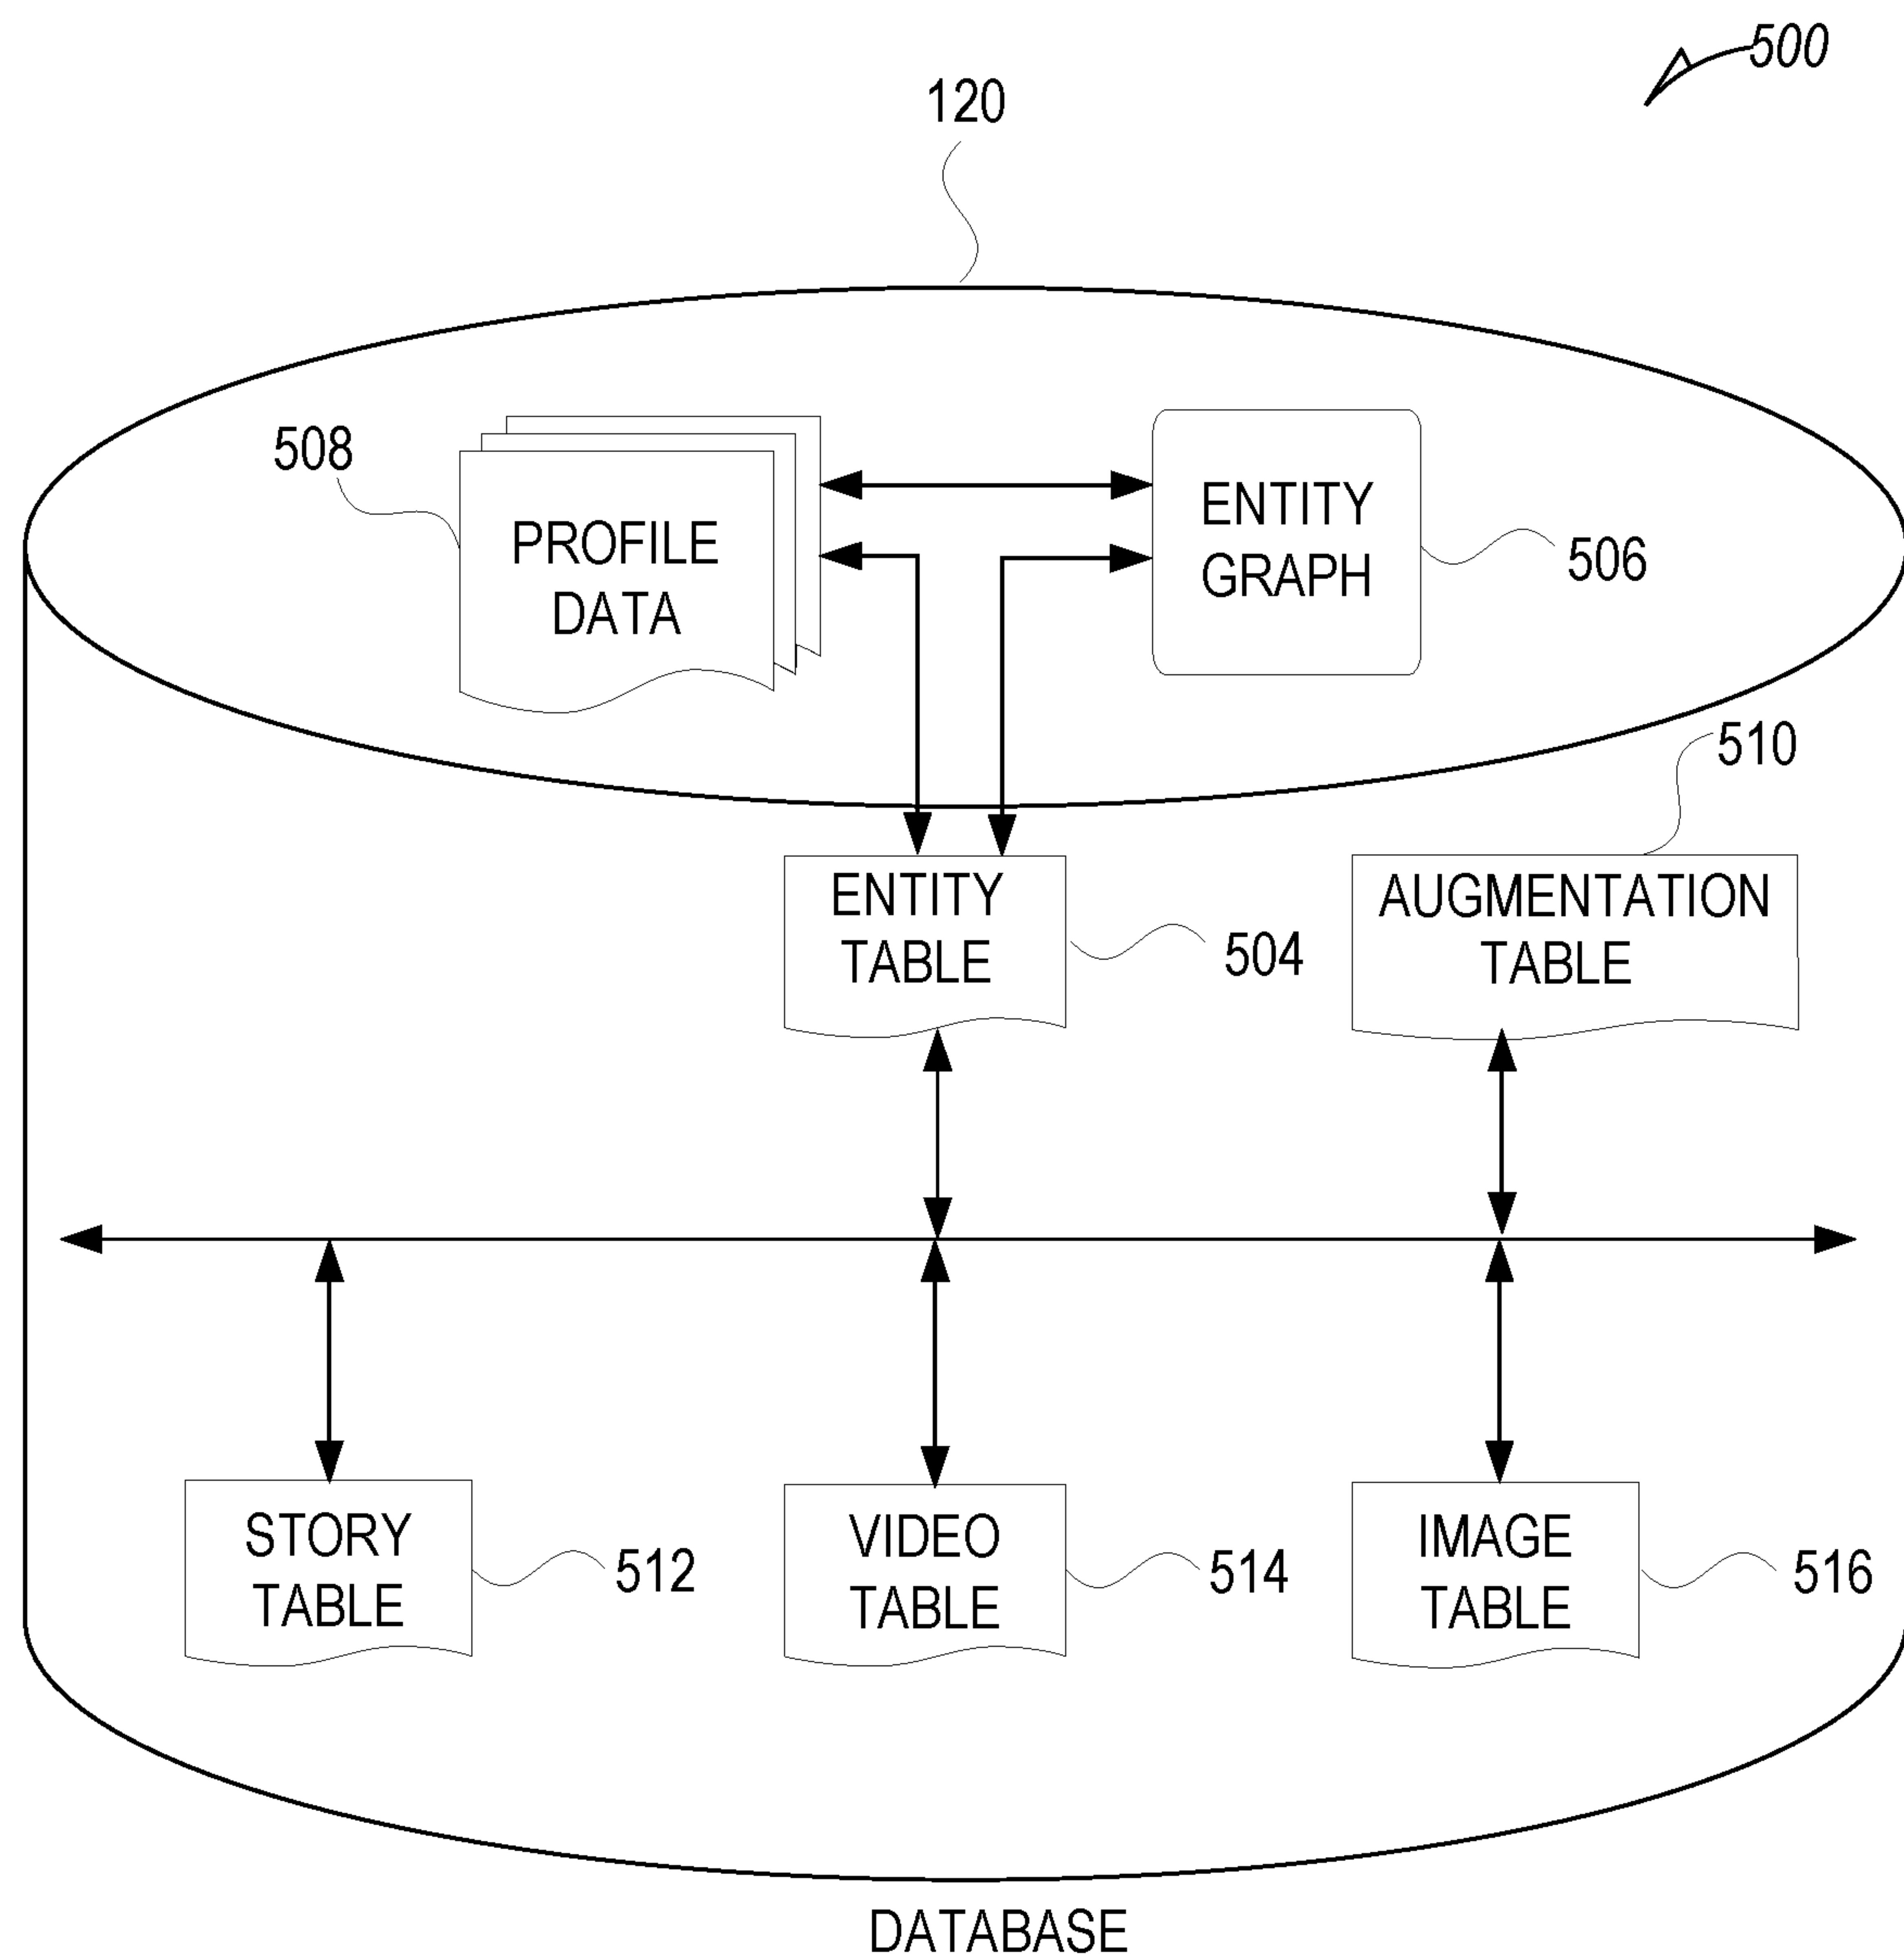 500
120
508
PROFILE
DATA
ENTITY
GRAPH
506
510
ENTITY
TABLE
504
AUGMENTATION
TABLE
STORY
TABLE
512
VIDEO
TABLE
514
IMAGE
TABLE
516
DATABASE